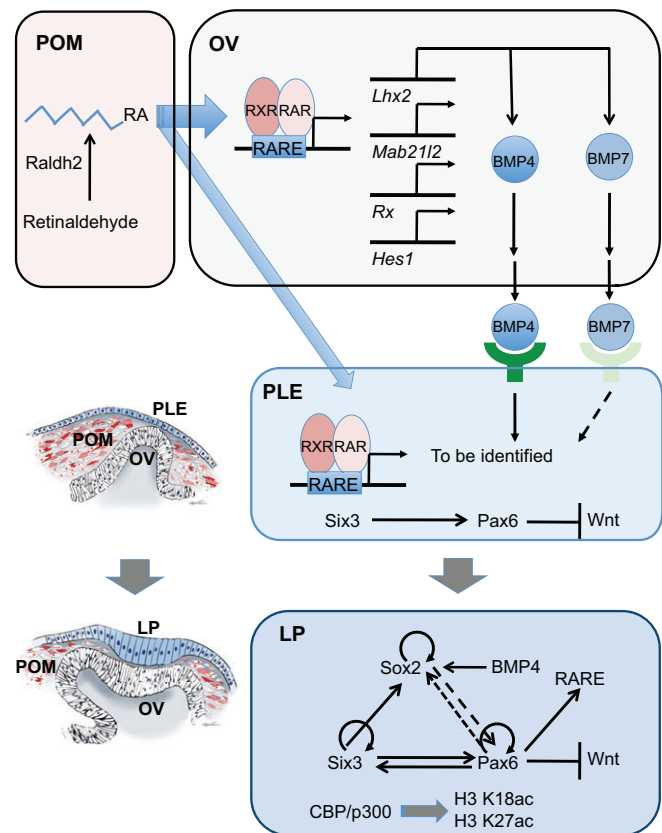 POM
RA
Raldh2
Retinaldehyde
OV
RXR RAR
RARE
Lhx2
Mab21l2
Rx
Hes1
BMP4
BMP7
BMP4
BMP7
PLE
RXR RAR
RARE
To be identified
Six3 Pax6 Wnt
PLE
POM
OV
LP
POM
OV
LP
Sox2 BMP4
RARE
Six3 Pax6 Wnt
CBP/p300 H3 K18ac
H3 K27ac